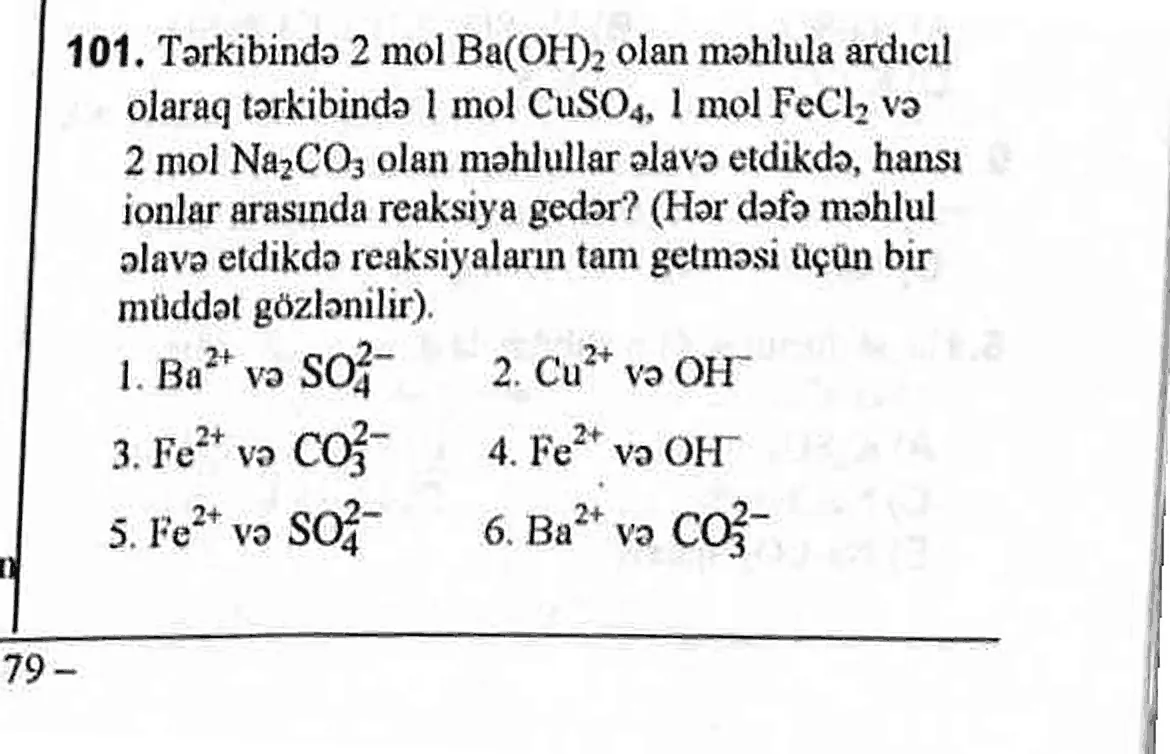 101. Tərkibində 2 mol Ba(OH)₂ olan məhlula ardıcıl
olaraq tərkibində 1 mol CuSO₄, 1 mol FeCl₂ və
2 mol Na₂CO₃ olan məhlullar əlavə etdikdə, hansı
ionlar arasında reaksiya gedər? (Hər dəfə məhlul
əlavə etdikdə reaksiyaların tam getməsi üçün bir
müddət gözlənilir).
1. Ba²⁺ və SO₄²⁻ 2. Cu²⁺ və OH⁻
3. Fe²⁺ və CO₃²⁻ 4. Fe²⁺ və OH⁻
5. Fe²⁺ və SO₄²⁻ 6. Ba²⁺ və CO₃²⁻
79 –